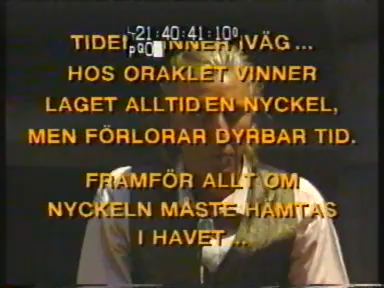 21:40:41:10
TIDEN RINNER IVÄG...
HOS ORAKLET VINNER
LAGET ALLTID EN NYCKEL,
MEN FÖRLORAR DYRBAR TID.
FRAMFÖR ALLT OM
NYCKELN MÅSTE HÄMTAS
I HAVET...